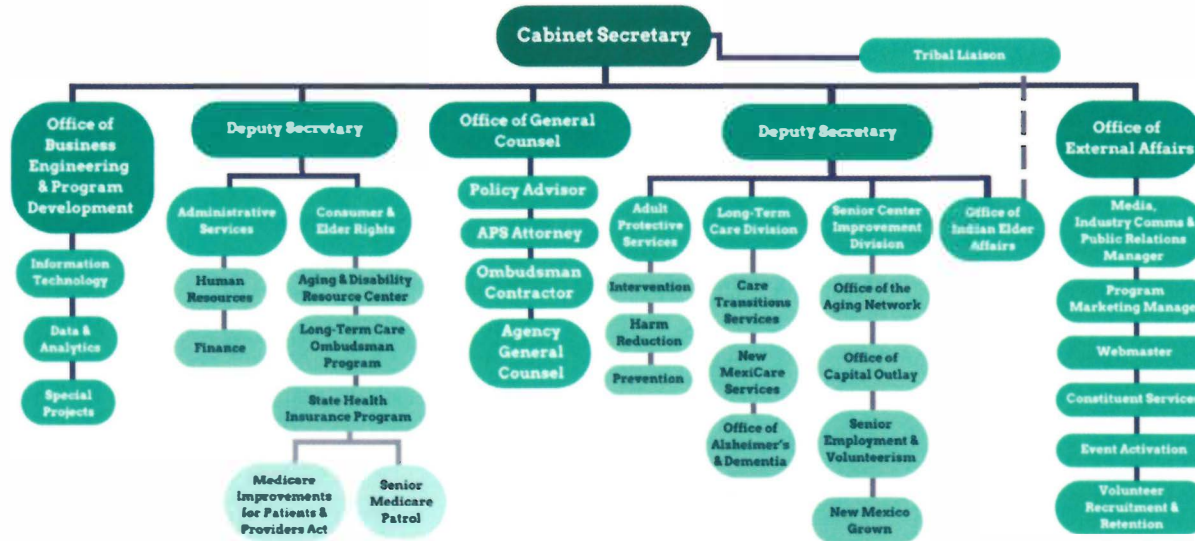 Cabinet Secretary
Tribal Liaison
Office of
Business
Engineering
& Program
Development
Information
Technology
Data &
Analytics
Special
Projects
Deputy Secretary
Administrative
Services
Human
Resources
Finance
Consumer &
Elder Rights
Aging & Disability
Resource Center
Long-Term Care
Ombudsman
Program
State Health
Insurance Program
Medicare
Improvements
for Patients &
Providers Act
Senior
Medicare
Patrol
Office of General
Counsel
Policy Advisor
APS Attorney
Ombudsman
Contractor
Agency
General
Counsel
Deputy Secretary
Adult
Protective
Services
Intervention
Harm
Reduction
Prevention
Long-Term
Care Division
Care
Transitions
Services
New
MexiCare
Services
Office of
Alzheimer's
& Dementia
Senior Center
Improvement
Division
Office of the
Aging Network
Office of
Capital Outlay
Senior
Employment &
Volunteerism
New Mexico
Grown
Office of
Indian Elder
Affairs
Office of
External Affairs
Media,
Industry Comms &
Public Relations
Manager
Program
Marketing Manage
Webmaster
Constituent Service
Event Activation
Volunteer
Recruitment &
Retention